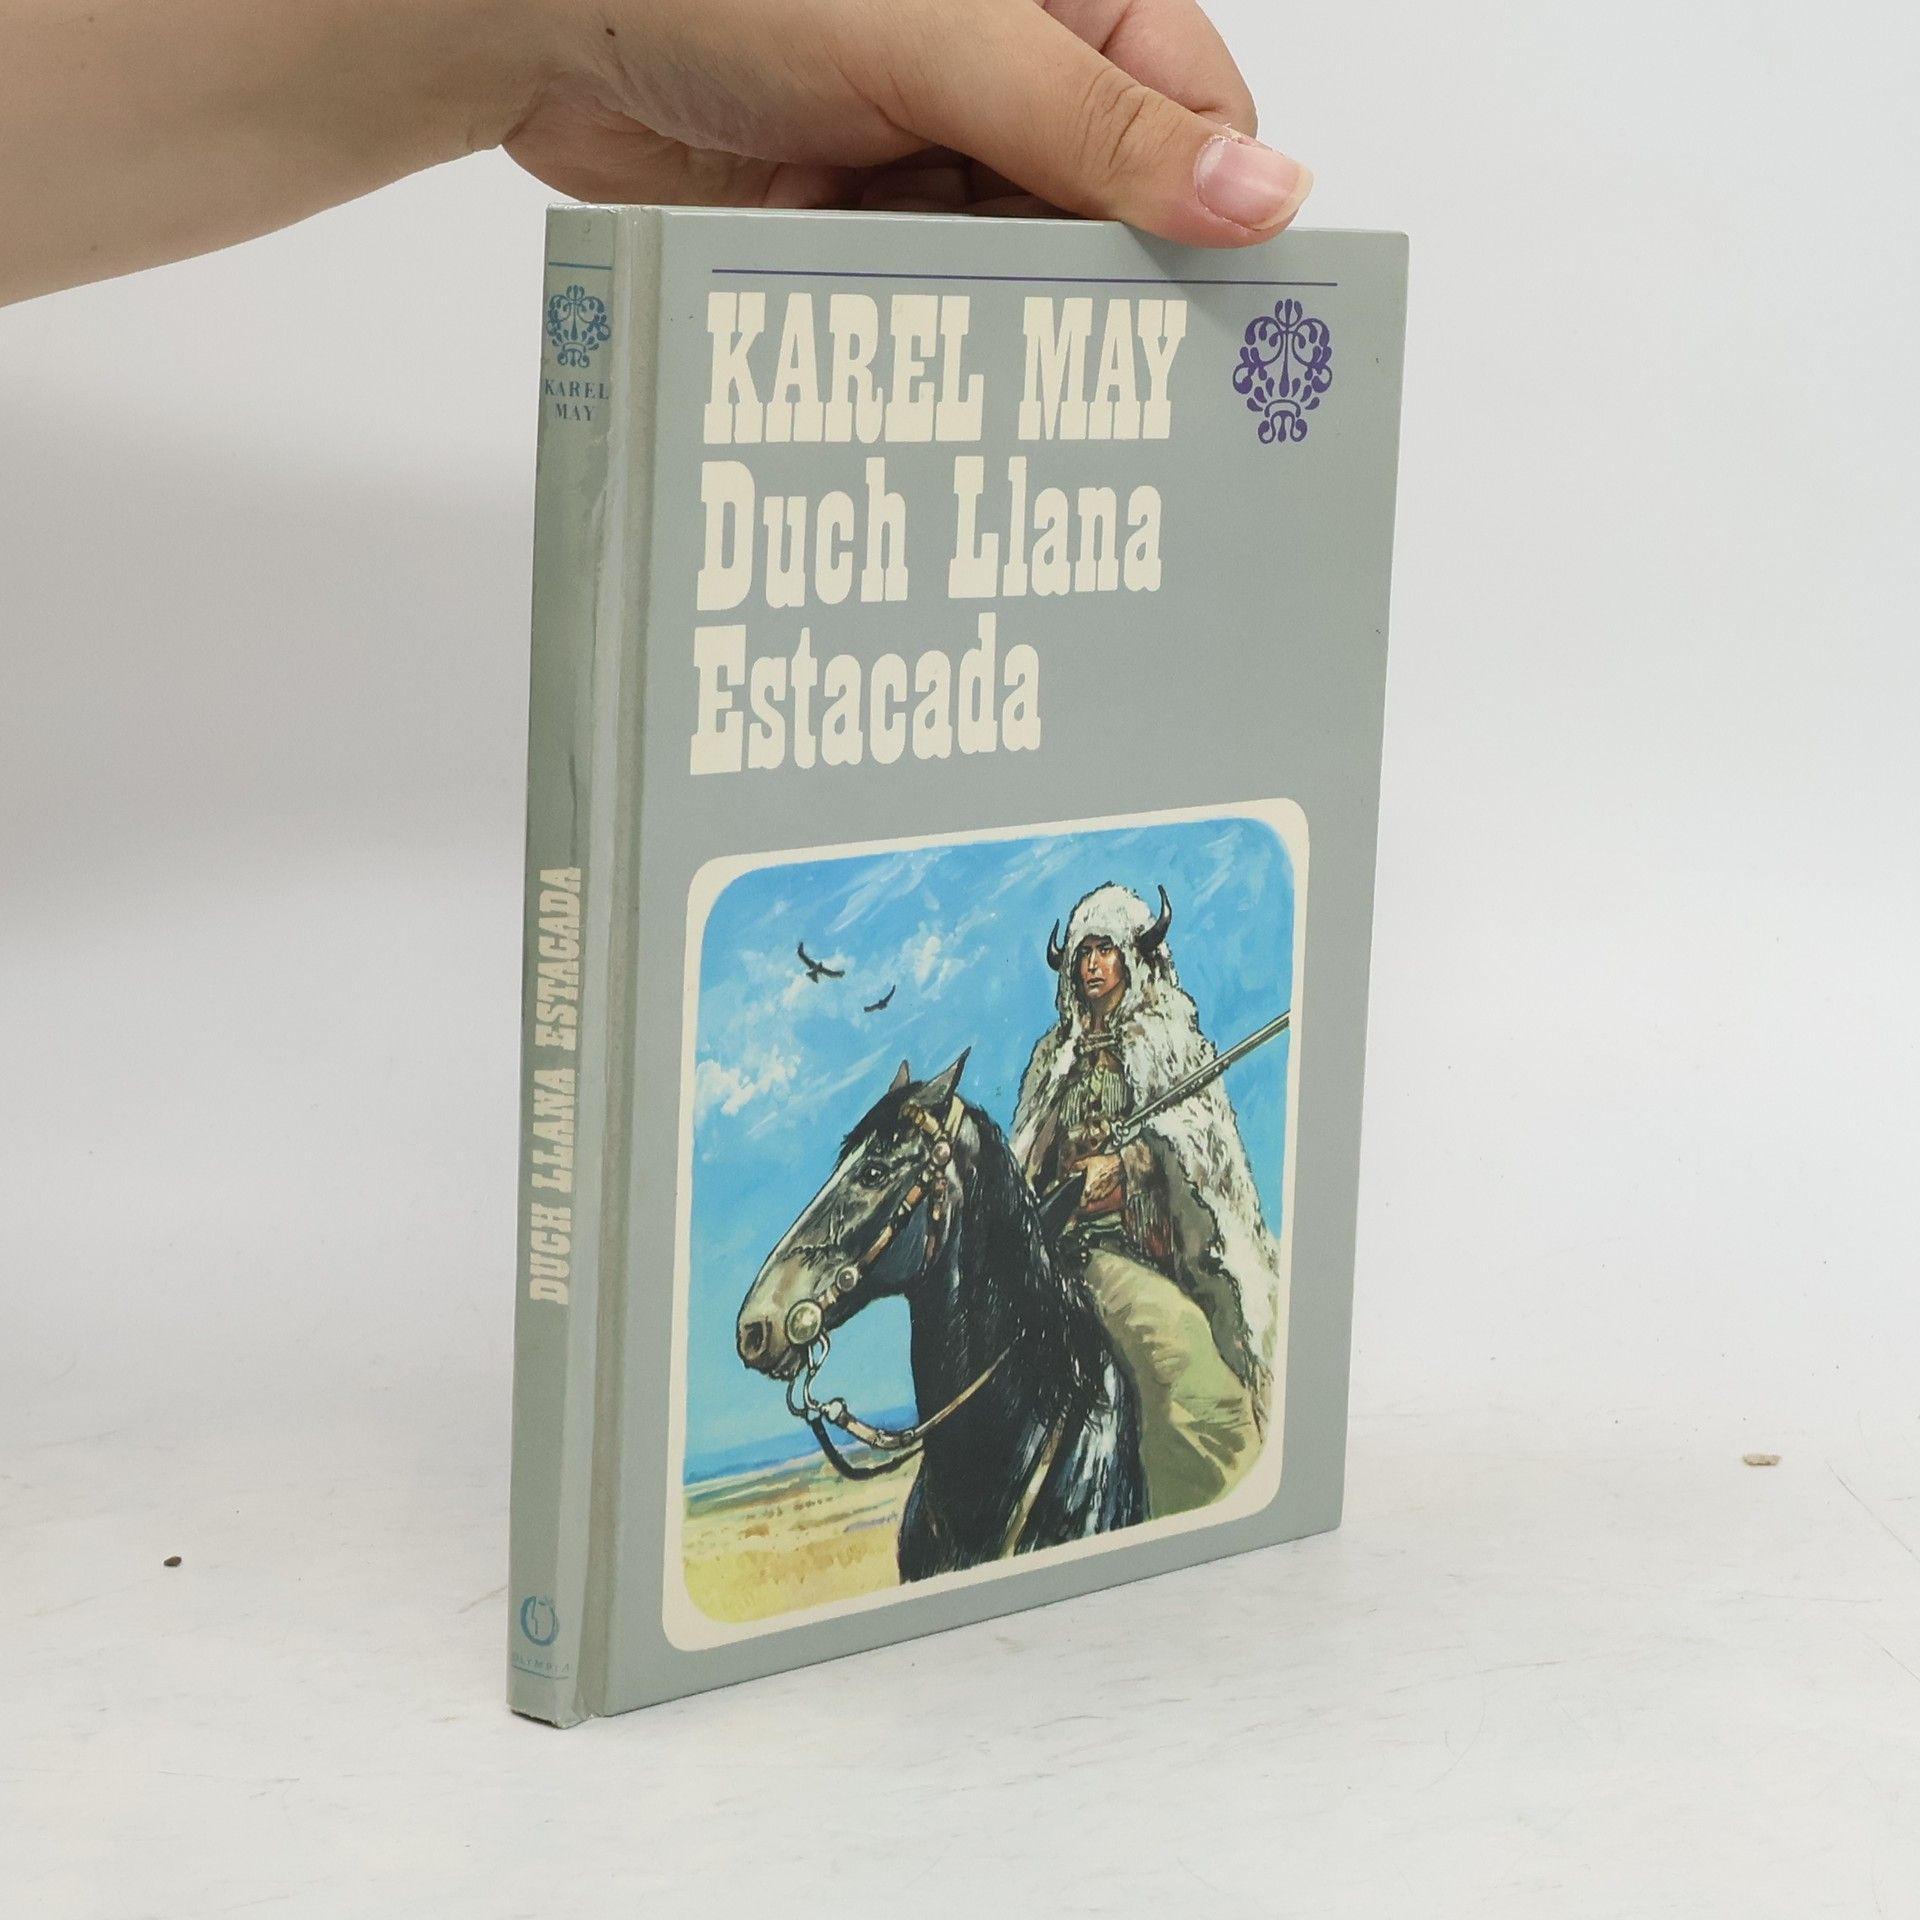 KAREL
MAY
DUCH LLANA ESTACADA
OLYMPIA
KAREL MAY
Duch Llana
Estacada